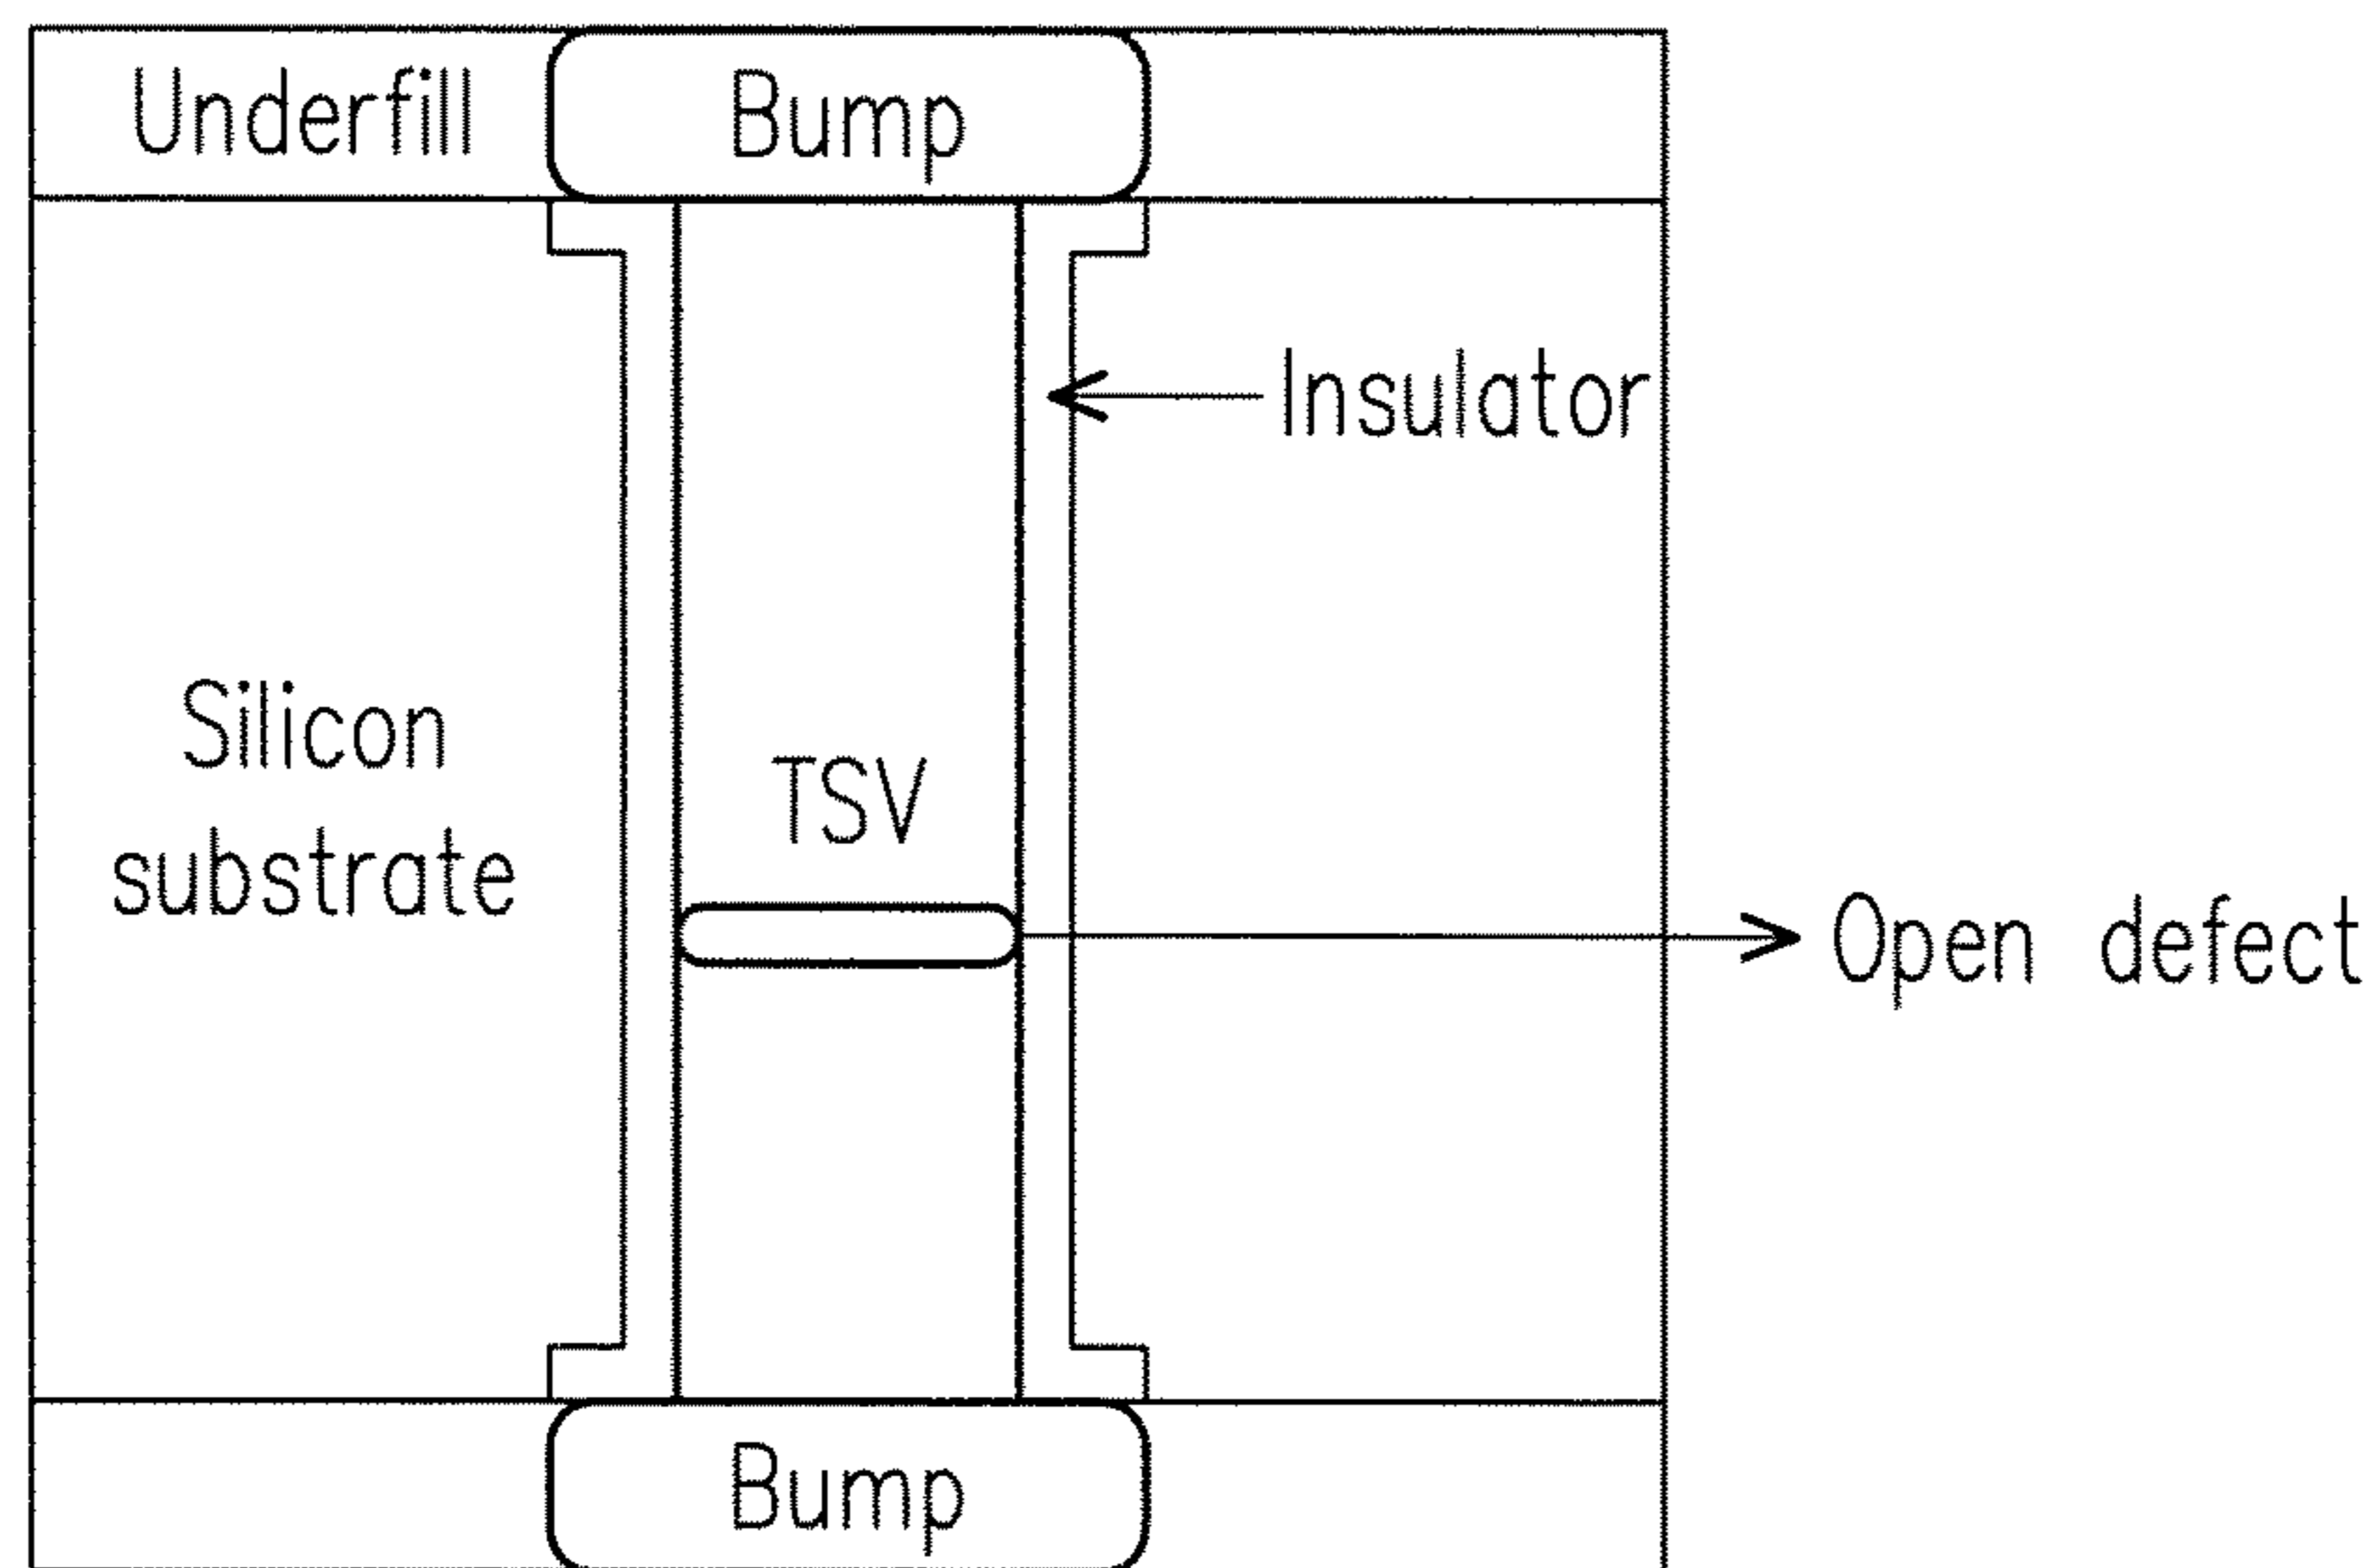 Underfill
Bump
Insulator
Silicon
substrate
TSV
Open defect
Bump